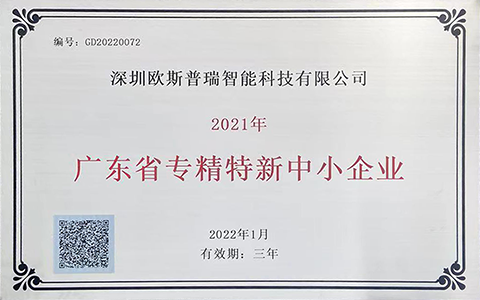 编号：GD20220072
深圳欧斯普瑞智能科技有限公司
2021年
广东省专精特新中小企业
2022年1月
有效期：三年